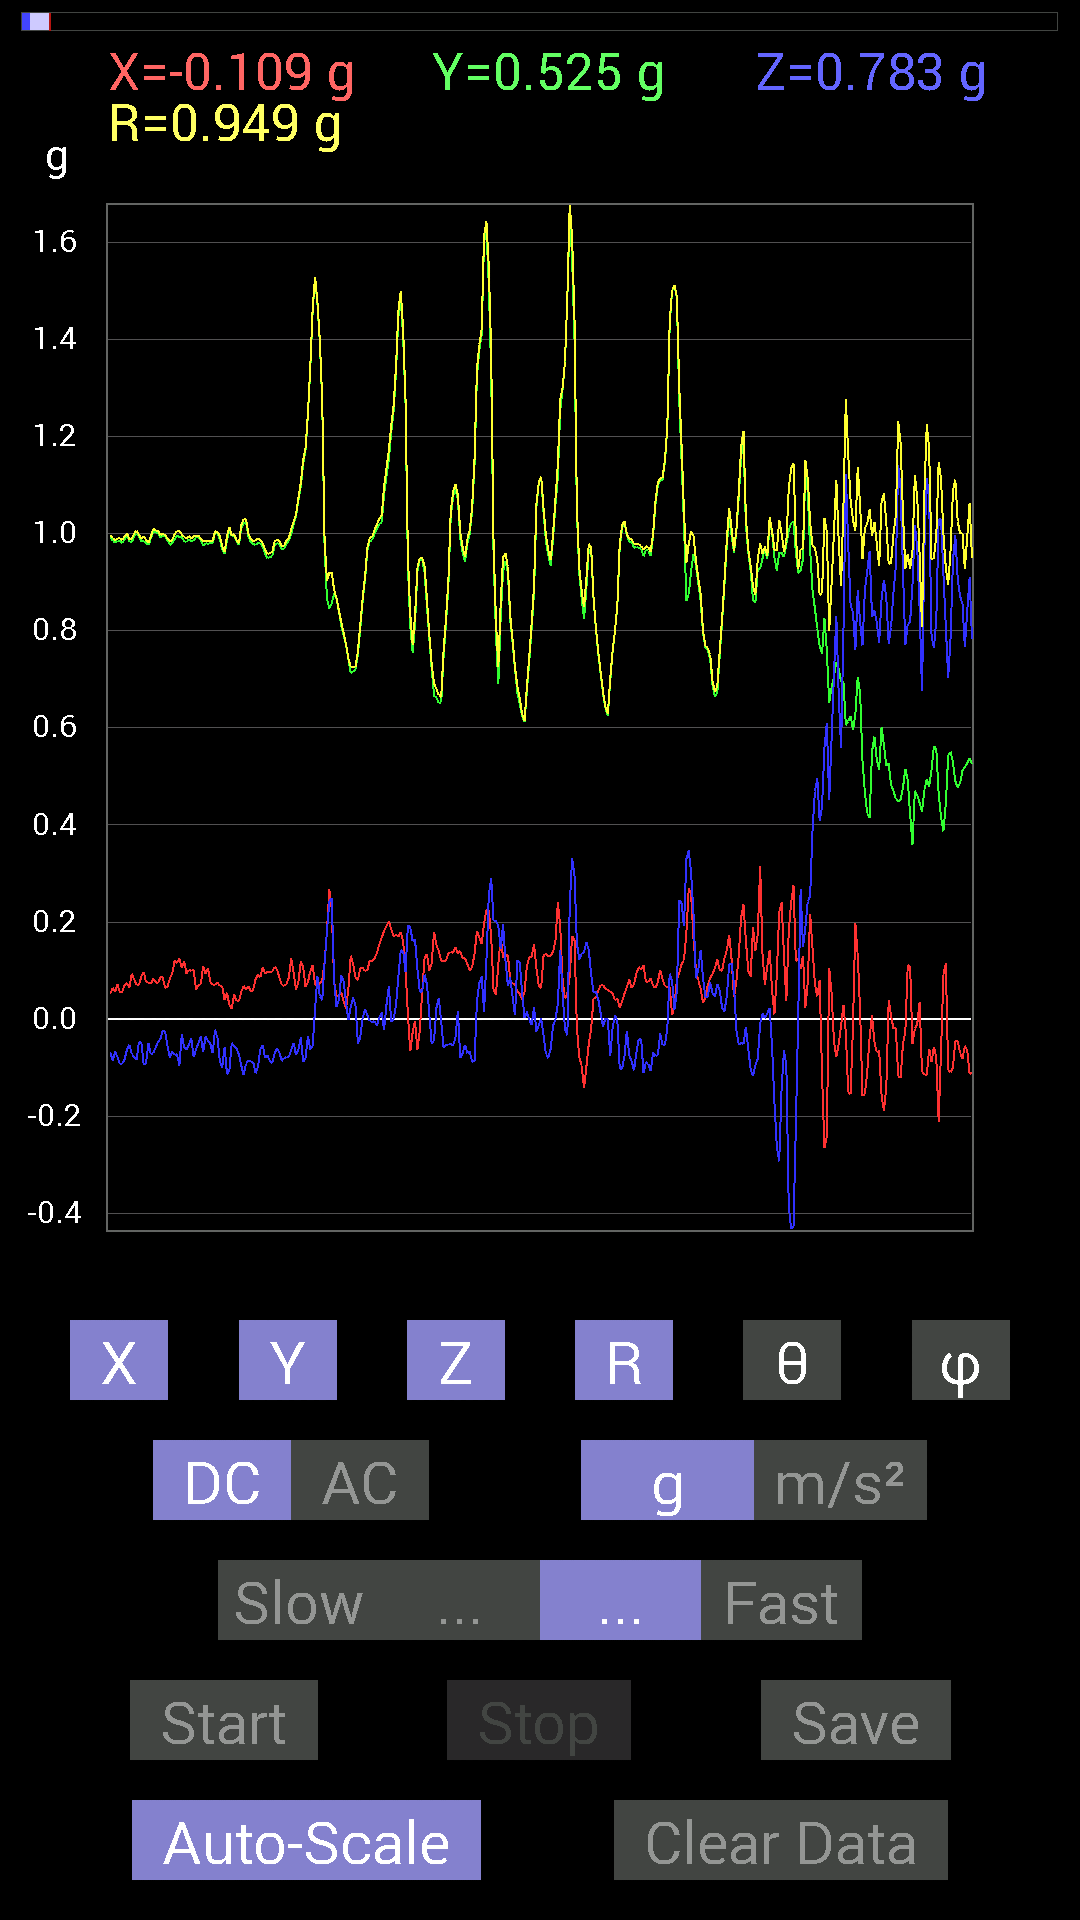 X=-0.109 g Y=0.525 g Z=0.783 g
R=0.949 g
g
1.6
1.4
1.2
1.0
0.8
0.6
0.4
0.2
0.0
-0.2
-0.4
X Y Z R θ φ
DC AC g m/s²
Slow ... ... Fast
Start Stop Save
Auto-Scale Clear Data